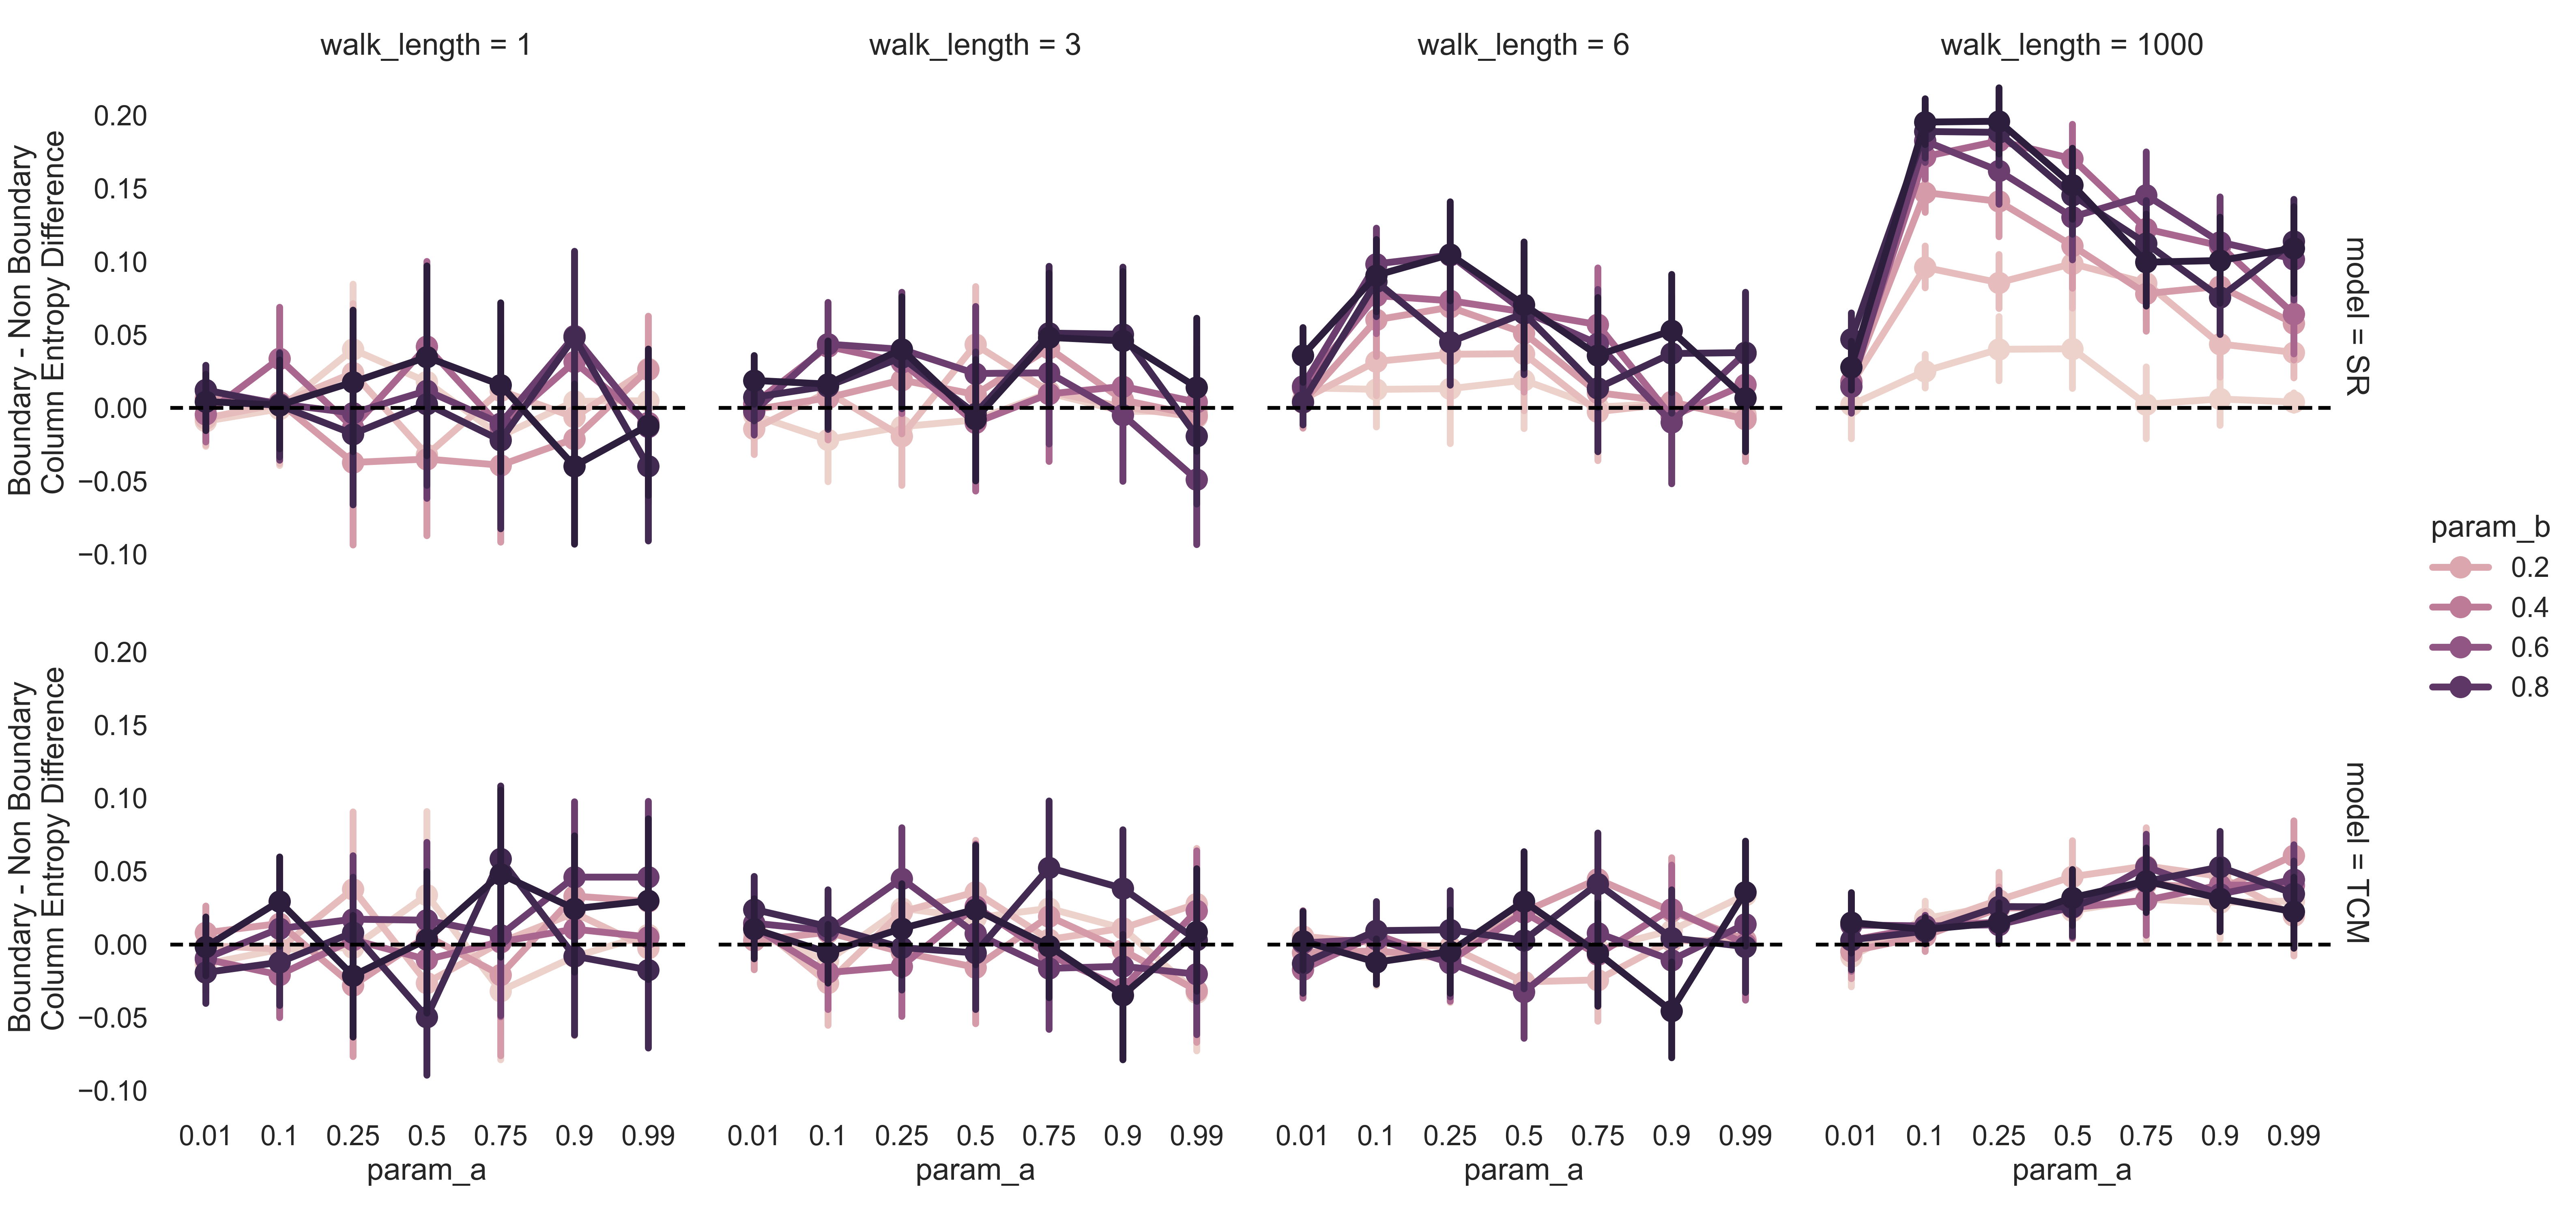 walk_length = 1
walk_length = 3
walk_length = 6
walk_length = 1000
Boundary - Non Boundary
Column Entropy Difference
0.20
0.15
0.10
0.05
0.00
−0.05
−0.10
model = SR
param_b
0.2
0.4
0.6
0.8
Boundary - Non Boundary
Column Entropy Difference
0.20
0.15
0.10
0.05
0.00
−0.05
−0.10
model = TCM
0.01 0.1 0.25 0.5 0.75 0.9 0.99
param_a
0.01 0.1 0.25 0.5 0.75 0.9 0.99
param_a
0.01 0.1 0.25 0.5 0.75 0.9 0.99
param_a
0.01 0.1 0.25 0.5 0.75 0.9 0.99
param_a